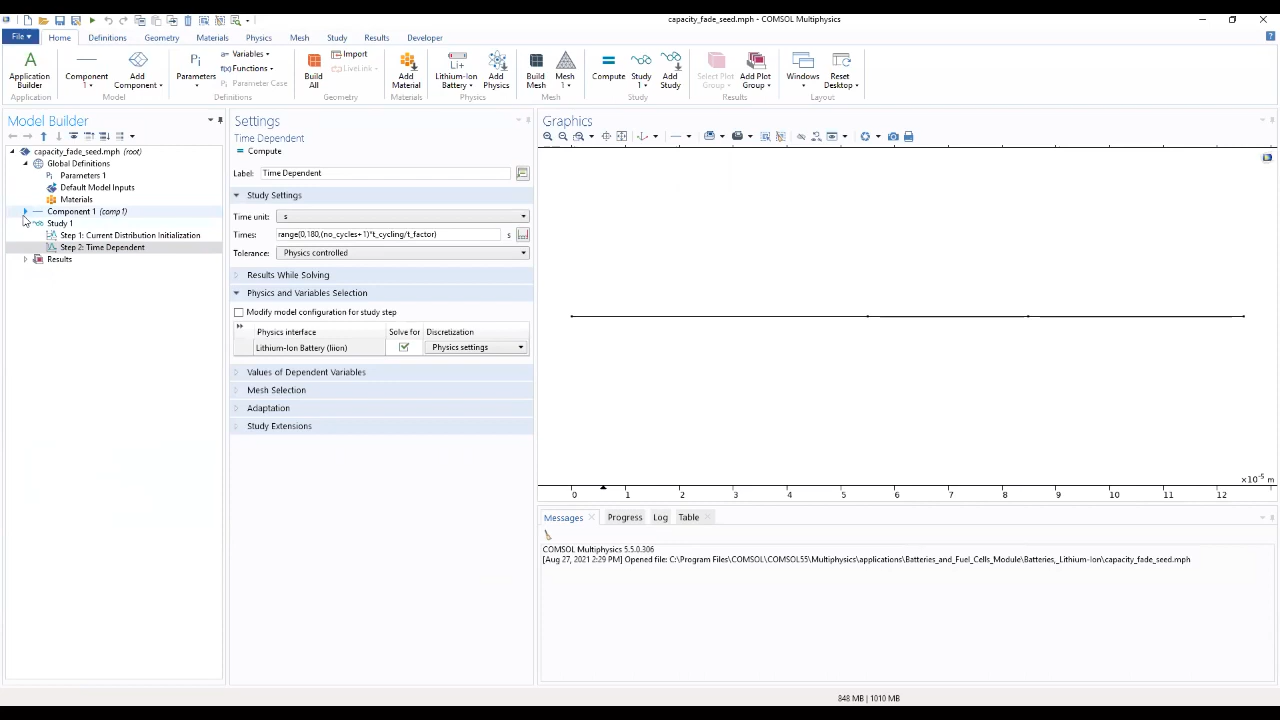 capacity_fade_seed.mph - COMSOL Multiphysics
File
Home
Definitions
Geometry
Materials
Physics
Mesh
Study
Results
Developer
Application Builder
Component 1
Add Component
Parameters
Variables
Functions
Parameter Case
Build All
Import
LiveLink
Add Material
Lithium-Ion Battery
Add Physics
Build Mesh
Mesh 1
Compute
Study 1
Add Study
Select Plot Group
Add Plot Group
Windows
Reset Desktop
Application
Model
Definitions
Geometry
Materials
Physics
Mesh
Study
Results
Layout
Model Builder
capacity_fade_seed.mph (root)
Global Definitions
Parameters 1
Default Model Inputs
Materials
Component 1 (comp1)
Study 1
Step 1: Current Distribution Initialization
Step 2: Time Dependent
Results
Settings
Time Dependent
Compute
Label: Time Dependent
Study Settings
Time unit: s
Times: range(0,180,(no_cycles+1)*t_cycling/t_factor) s
Tolerance: Physics controlled
Results While Solving
Physics and Variables Selection
Modify model configuration for study step
Physics interface Solve for Discretization
Lithium-Ion Battery (liion) Physics settings
Values of Dependent Variables
Mesh Selection
Adaptation
Study Extensions
Graphics
×10⁻⁵ m
0 1 2 3 4 5 6 7 8 9 10 11 12
Messages Progress Log Table
COMSOL Multiphysics 5.5.0.306
[Aug 27, 2021 2:29 PM] Opened file: C:\Program Files\COMSOL\COMSOL55\Multiphysics\applications\Batteries_and_Fuel_Cells_Module\Batteries,_Lithium-Ion\capacity_fade_seed.mph
848 MB | 1010 MB